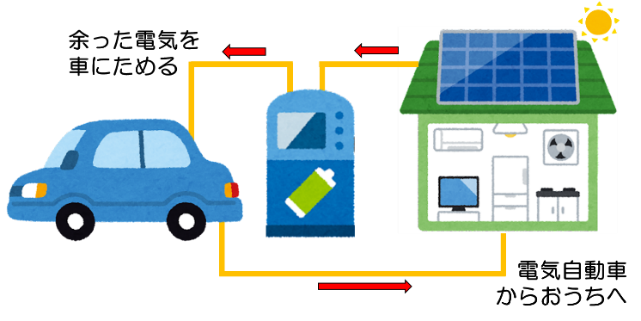 余った電気を
車にためる
電気自動車
からおうちへ